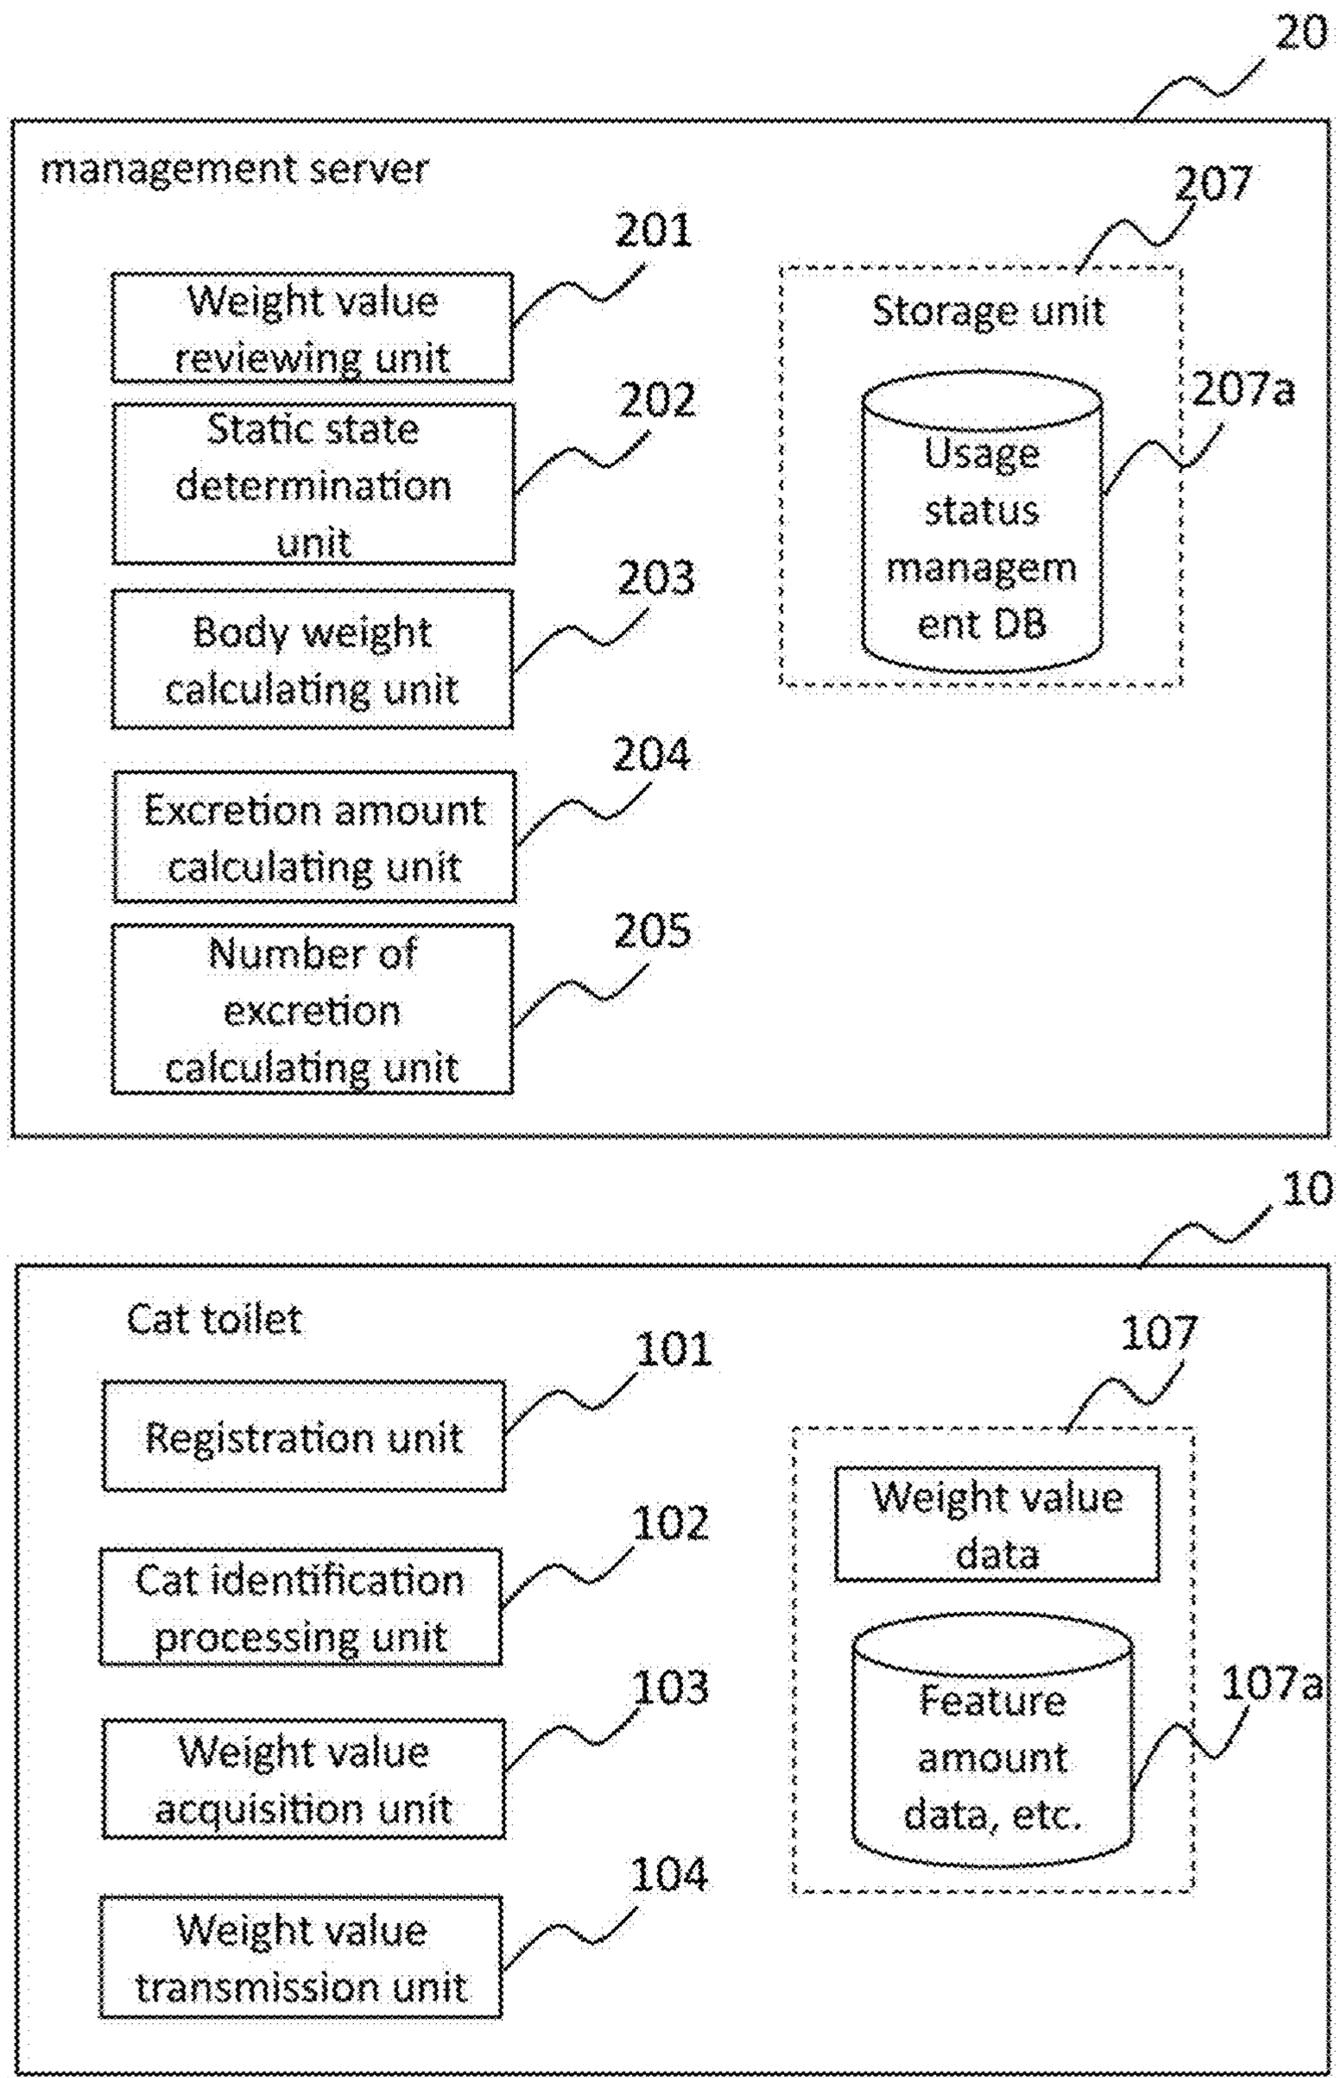 20
management server
207
201
Weight value
reviewing unit
Storage unit
202
207a
Static state
determination
unit
Usage
status
managem
ent DB
203
Body weight
calculating unit
204
Excretion amount
calculating unit
205
Number of
excretion
calculating unit
10
Cat toilet
101
107
Registration unit
Weight value
data
102
Cat identification
processing unit
103
107a
Feature
amount
data, etc.
Weight value
acquisition unit
104
Weight value
transmission unit